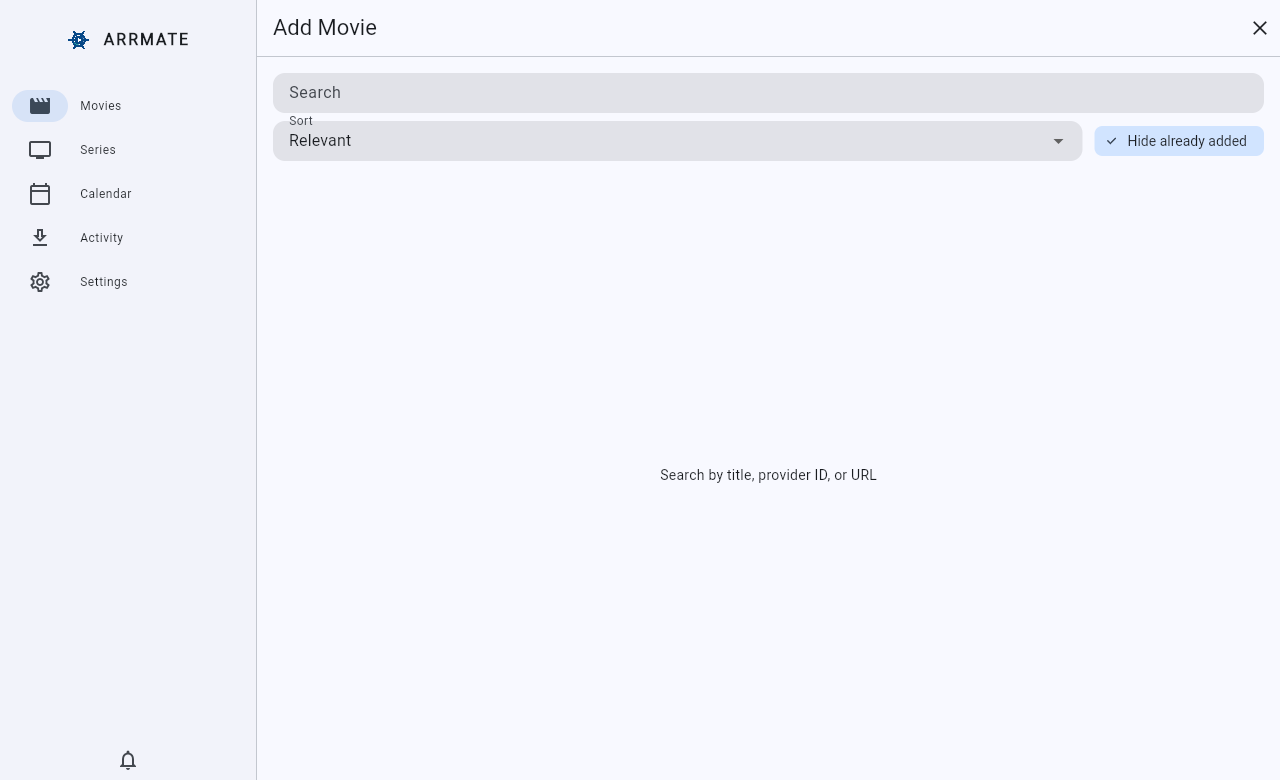 ARRMATE
Movies
Series
Calendar
Activity
Settings
Add Movie
Search
Sort
Relevant
Hide already added
Search by title, provider ID, or URL